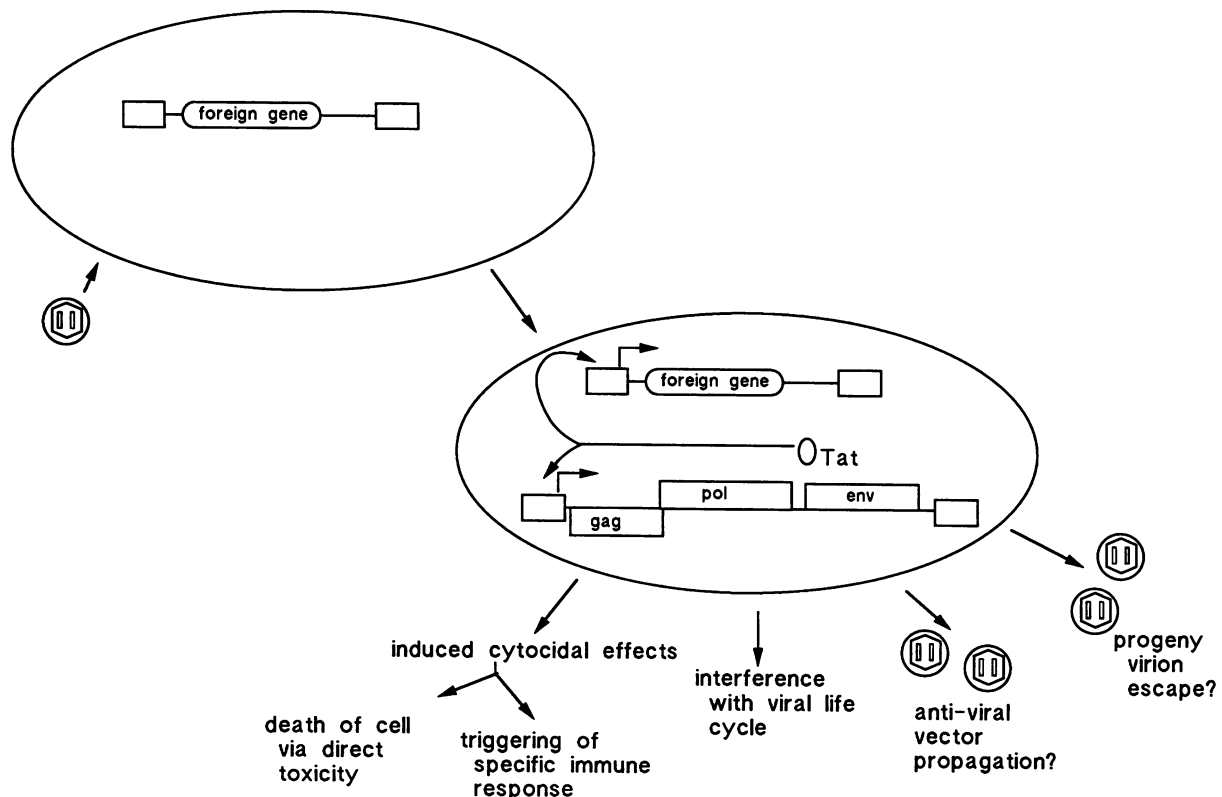 foreign gene
foreign gene
Tat
pol
env
gag
induced cytocidal effects
death of cell
via direct
toxicity
triggering of
specific immune
response
interference
with viral life
cycle
anti-viral
vector
propagation?
progeny
virion
escape?